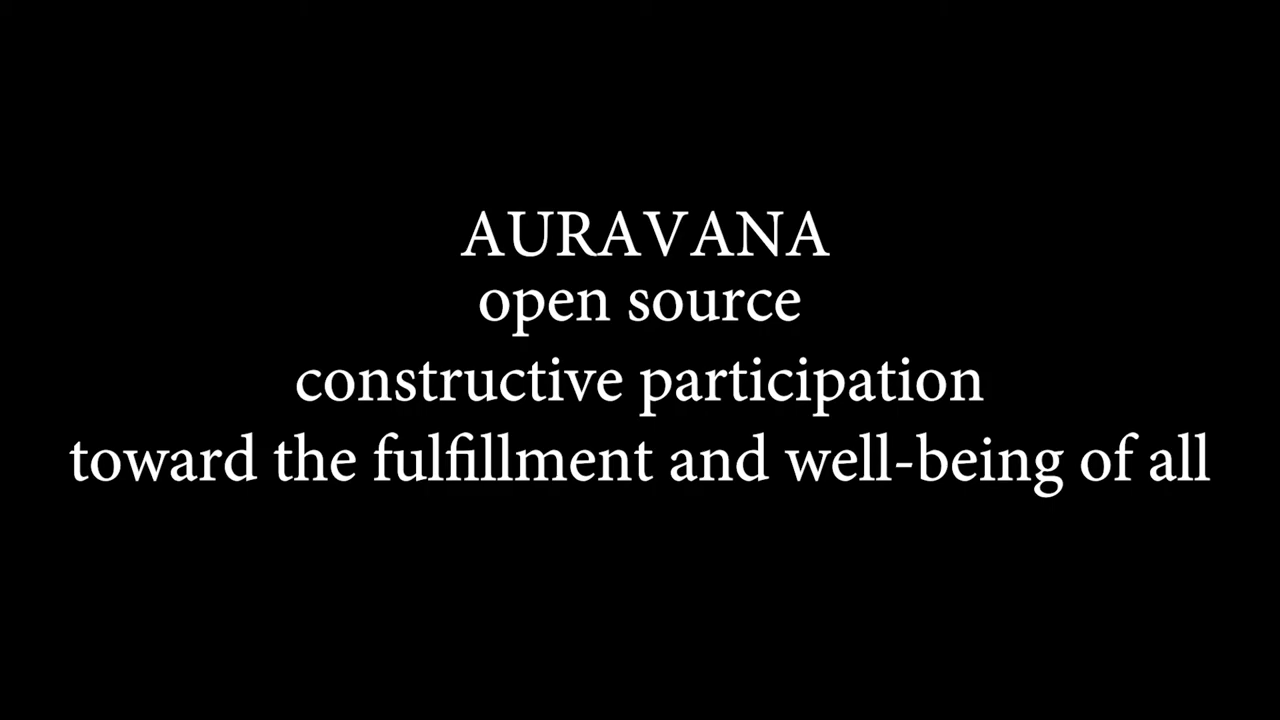 AURAVANA
open source
constructive participation
toward the fulfillment and well-being of all